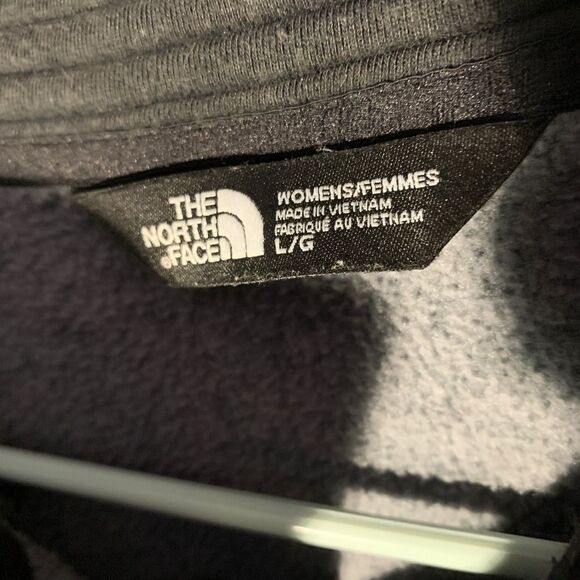 THE
NORTH
FACE
WOMENS/FEMMES
MADE IN VIETNAM
FABRIQUÉ AU VIETNAM
L/G